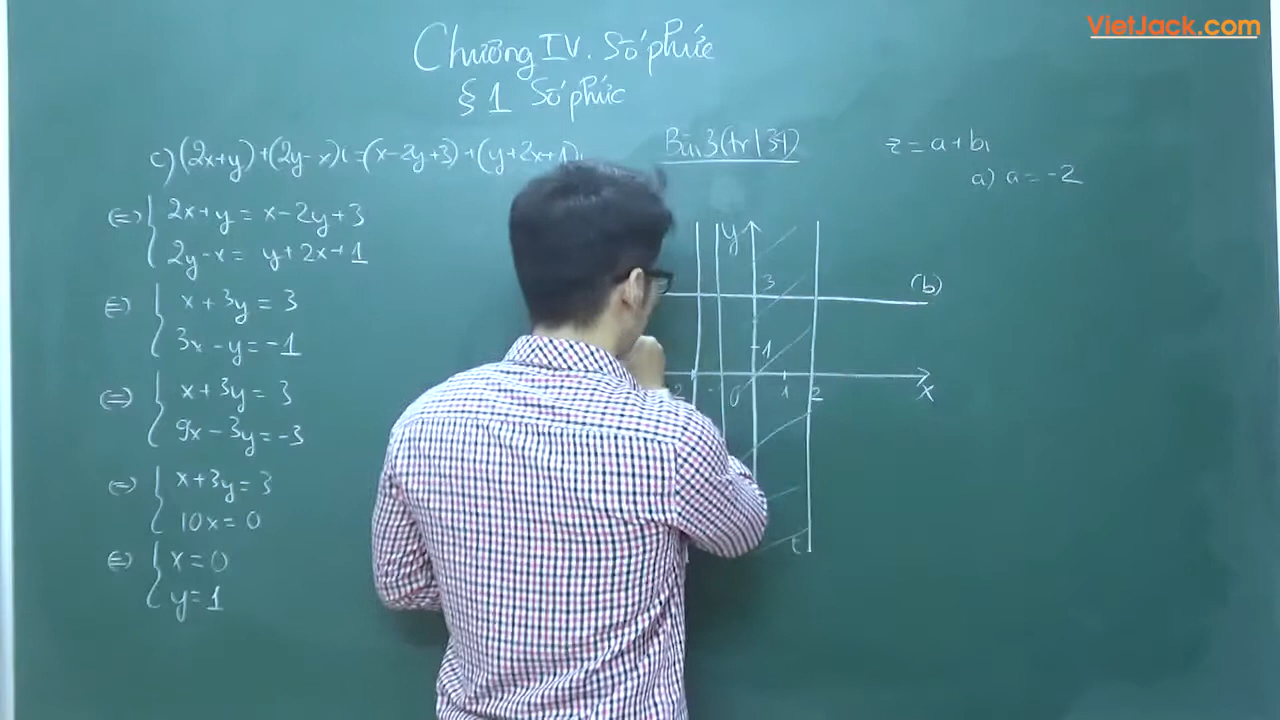 VietJack.com
Chương IV. Số phức
§ 1 Số phức
c) (2x+y)+(2y-x)i=(x-2y+3)+(y+2x+1)i
(=) { 2x+y = x-2y+3
2y-x = y+2x+1
(=) { x+3y = 3
3x-y = -1
(=) { x+3y = 3
9x-3y = -3
(=) { x+3y = 3
10x = 0
(=) { x = 0
y = 1
Bài 3 (tr 134)
y
3
(b)
1
2 - O 1 2 x
z = a+bi
a) a = -2